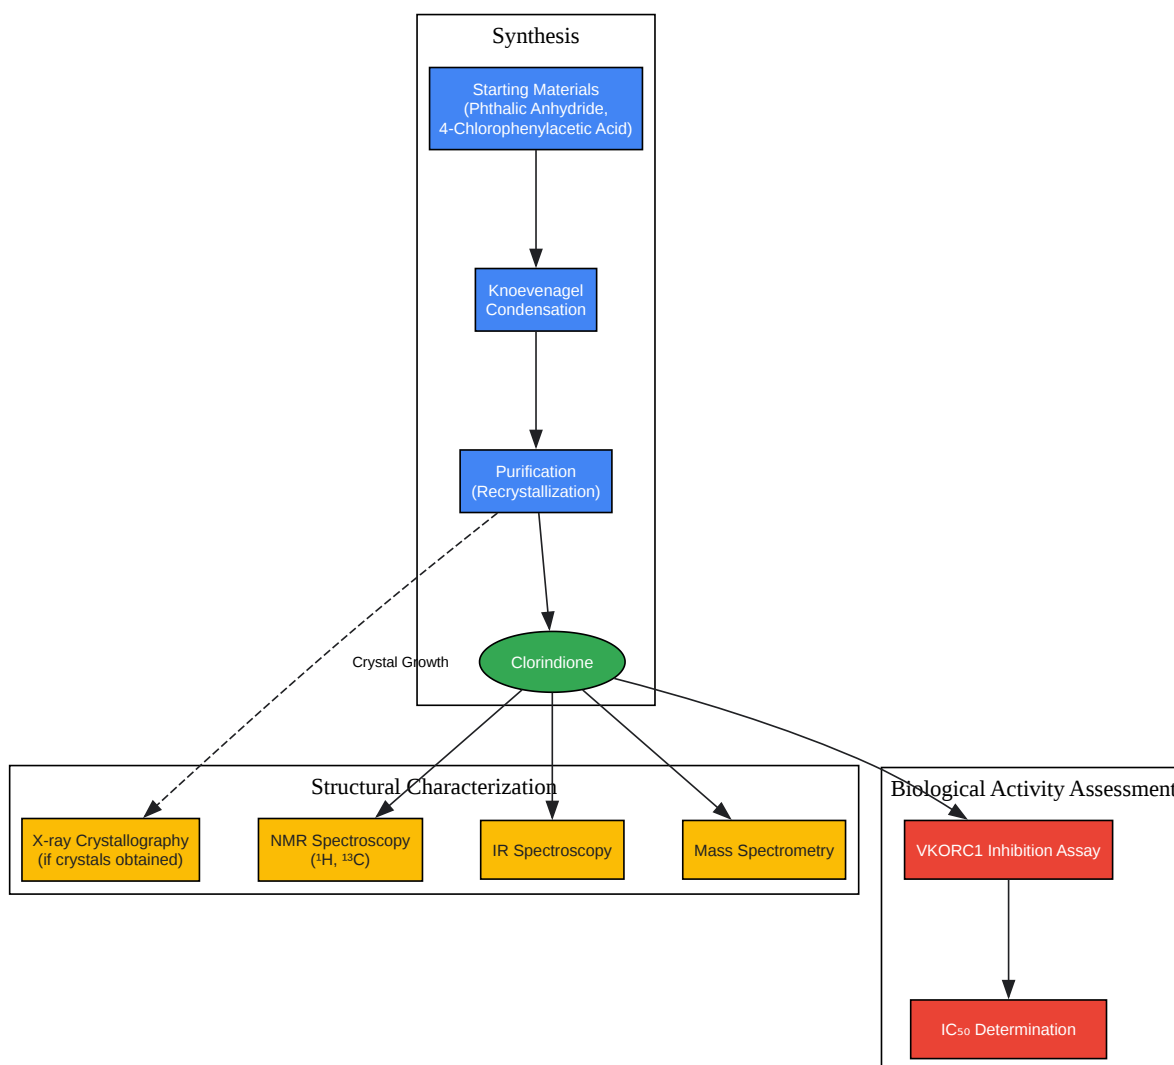 Synthesis
Starting Materials
(Phthalic Anhydride,
4-Chlorophenylacetic Acid)
Knoevenagel
Condensation
Purification
(Recrystallization)
Crystal Growth
Clorindione
Structural Characterization
Biological Activity Assessment
X-ray Crystallography
(if crystals obtained)
NMR Spectroscopy
(¹H, ¹³C)
IR Spectroscopy
Mass Spectrometry
VKORC1 Inhibition Assay
IC₅₀ Determination